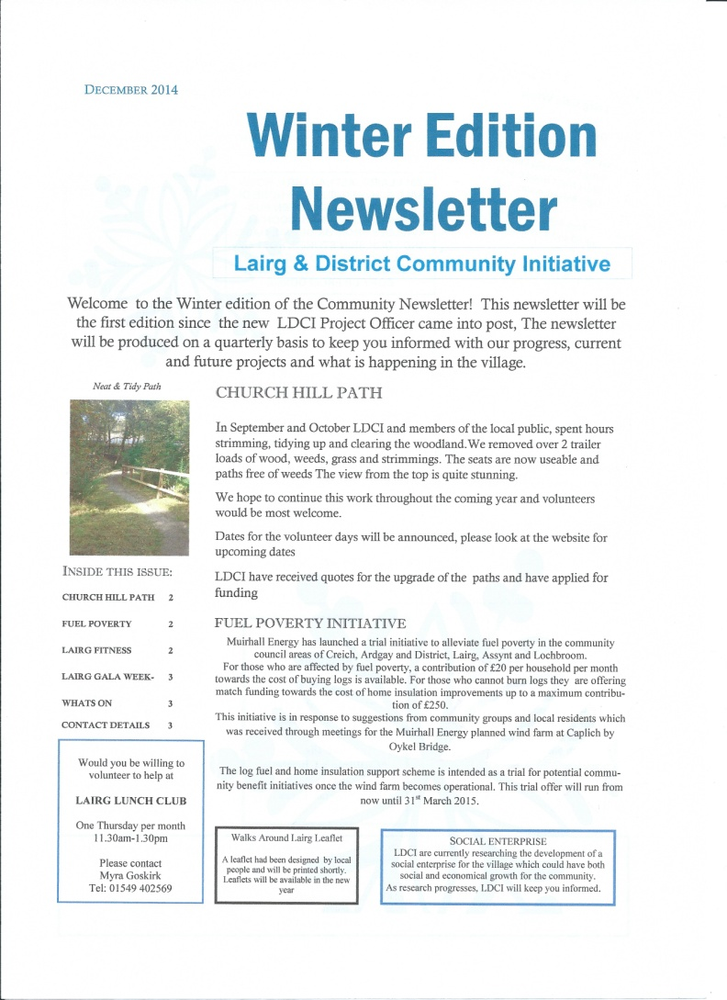 DECEMBER 2014
Winter Edition
Newsletter
Lairg & District Community Initiative
Welcome to the Winter edition of the Community Newsletter! This newsletter will be
the first edition since the new LDCI Project Officer came into post, The newsletter
will be produced on a quarterly basis to keep you informed with our progress, current
and future projects and what is happening in the village.
Neat & Tidy Path
CHURCH HILL PATH
In September and October LDCI and members of the local public, spent hours
strimming, tidying up and clearing the woodland.We removed over 2 trailer
loads of wood, weeds, grass and strimmings. The seats are now useable and
paths free of weeds The view from the top is quite stunning.
We hope to continue this work throughout the coming year and volunteers
would be most welcome.
Dates for the volunteer days will be announced, please look at the website for
upcoming dates
LDCI have received quotes for the upgrade of the paths and have applied for
funding
INSIDE THIS ISSUE:
CHURCH HILL PATH 2
FUEL POVERTY 2
LAIRG FITNESS 2
LAIRG GALA WEEK- 3
WHATS ON 3
CONTACT DETAILS 3
FUEL POVERTY INITIATIVE
Muirhall Energy has launched a trial initiative to alleviate fuel poverty in the community
council areas of Creich, Ardgay and District, Lairg, Assynt and Lochbroom.
For those who are affected by fuel poverty, a contribution of £20 per household per month
towards the cost of buying logs is available. For those who cannot burn logs they are offering
match funding towards the cost of home insulation improvements up to a maximum contribu-
tion of £250.
This initiative is in response to suggestions from community groups and local residents which
was received through meetings for the Muirhall Energy planned wind farm at Caplich by
Oykel Bridge.
The log fuel and home insulation support scheme is intended as a trial for potential commu-
nity benefit initiatives once the wind farm becomes operational. This trial offer will run from
now until 31st March 2015.
Would you be willing to
volunteer to help at
LAIRG LUNCH CLUB
One Thursday per month
11.30am-1.30pm
Please contact
Myra Goskirk
Tel: 01549 402569
Walks Around Lairg Leaflet
A leaflet had been designed by local
people and will be printed shortly.
Leaflets will be available in the new
year
SOCIAL ENTERPRISE
LDCI are currently researching the development of a
social enterprise for the village which could have both
social and economical growth for the community.
As research progresses, LDCI will keep you informed.